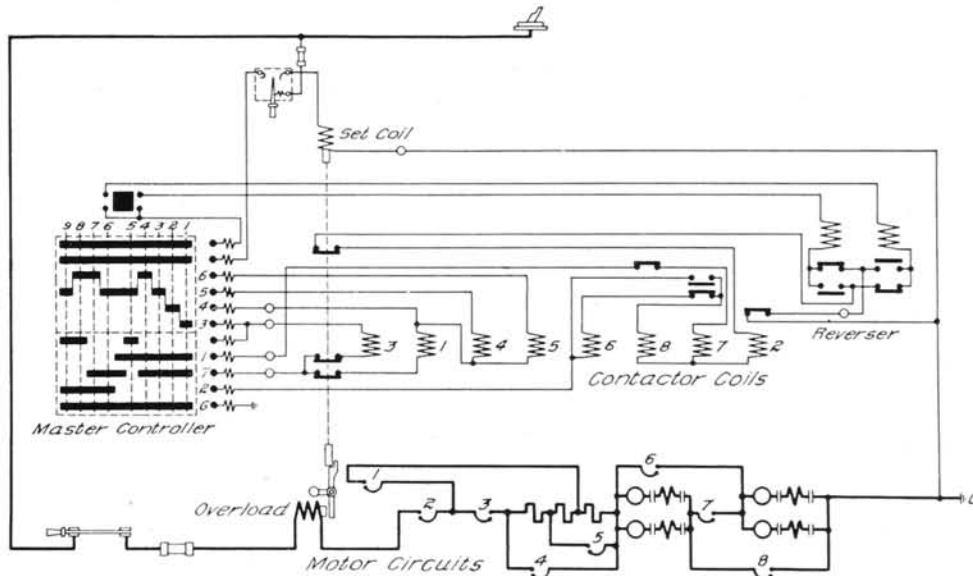 Set Coil
9 8 7 6 5 4 3 2 1
6
5
4
3
1
7
2
G
3 1 4 5 6 8 7 2
Reverser
Contactor Coils
Master Controller
Overload
1
2 3
6
7
5
4
8
G
Motor Circuits